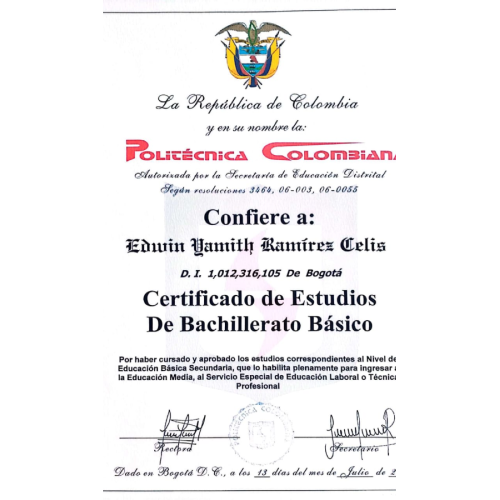 La República de Colombia
y en su nombre la:
POLITÉCNICA COLOMBIANA
Autorizada por la Secretaría de Educación Distrital
Según resoluciones 3464, 06-003, 06-0055
Confiere a:
Edwin Yamith Ramírez Celis
D. I. 1,012,316,105 De Bogotá
Certificado de Estudios
De Bachillerato Básico
Por haber cursado y aprobado los estudios correspondientes al Nivel de
Educación Básica Secundaria, que lo habilita plenamente para ingresar a
la Educación Media, al Servicio Especial de Educación Laboral o Técnica
Profesional
Rectora Secretario
Dado en Bogotá D.C., a los 13 días del mes de Julio de 2